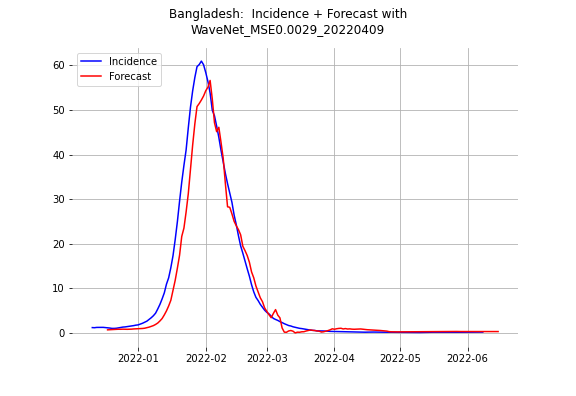 Bangladesh:  Incidence + Forecast with
WaveNet_MSE0.0029_20220409
Incidence
Forecast
60
50
40
30
20
10
0
2022-01 2022-02 2022-03 2022-04 2022-05 2022-06